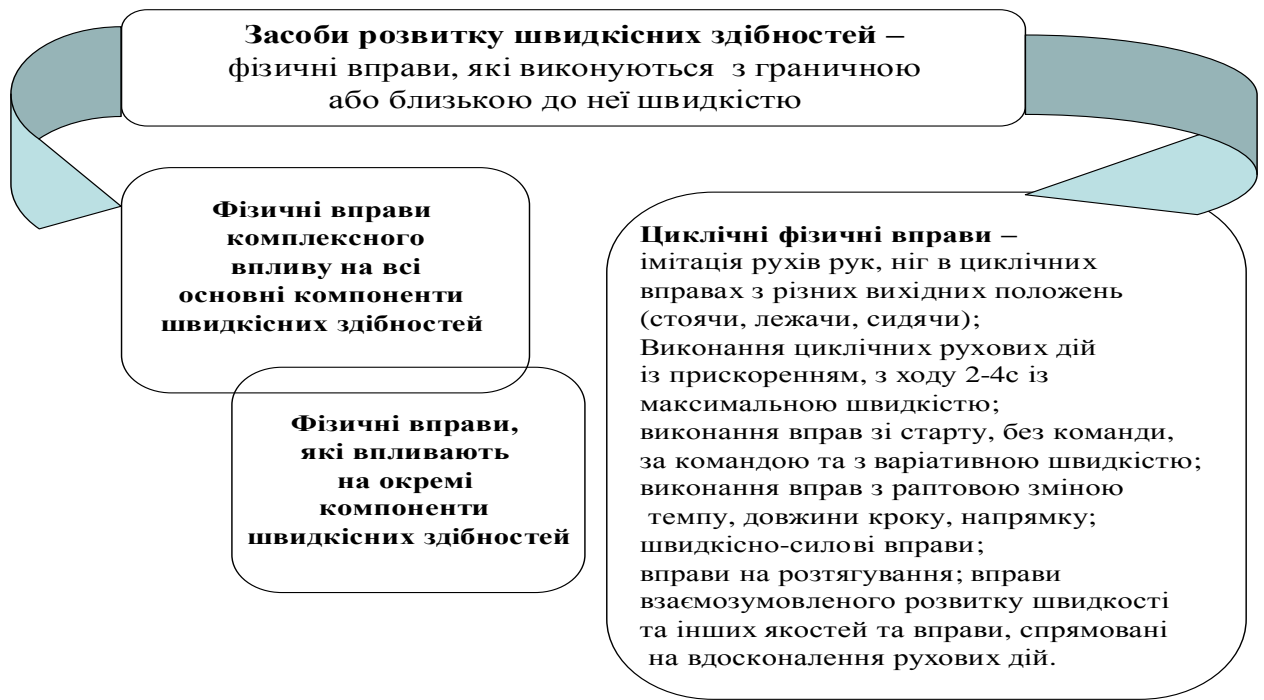 Засоби розвитку швидкісних здібностей –
фізичні вправи, які виконуються з граничною
або близькою до неї швидкістю
Фізичні вправи
комплексного
впливу на всі
основні компоненти
швидкісних здібностей
Фізичні вправи,
які впливають
на окремі
компоненти
швидкісних здібностей
Циклічні фізичні вправи –
імітація рухів рук, ніг в циклічних
вправах з різних вихідних положень
(стоячи, лежачи, сидячи);
Виконання циклічних рухових дій
із прискоренням, з ходу 2-4с із
максимальною швидкістю;
виконання вправ зі старту, без команди,
за командою та з варіативною швидкістю;
виконання вправ з раптовою зміною
темпу, довжини кроку, напрямку;
швидкісно-силові вправи;
вправи на розтягування; вправи
взаємозумовленого розвитку швидкості
та інших якостей та вправи, спрямовані
на вдосконалення рухових дій.